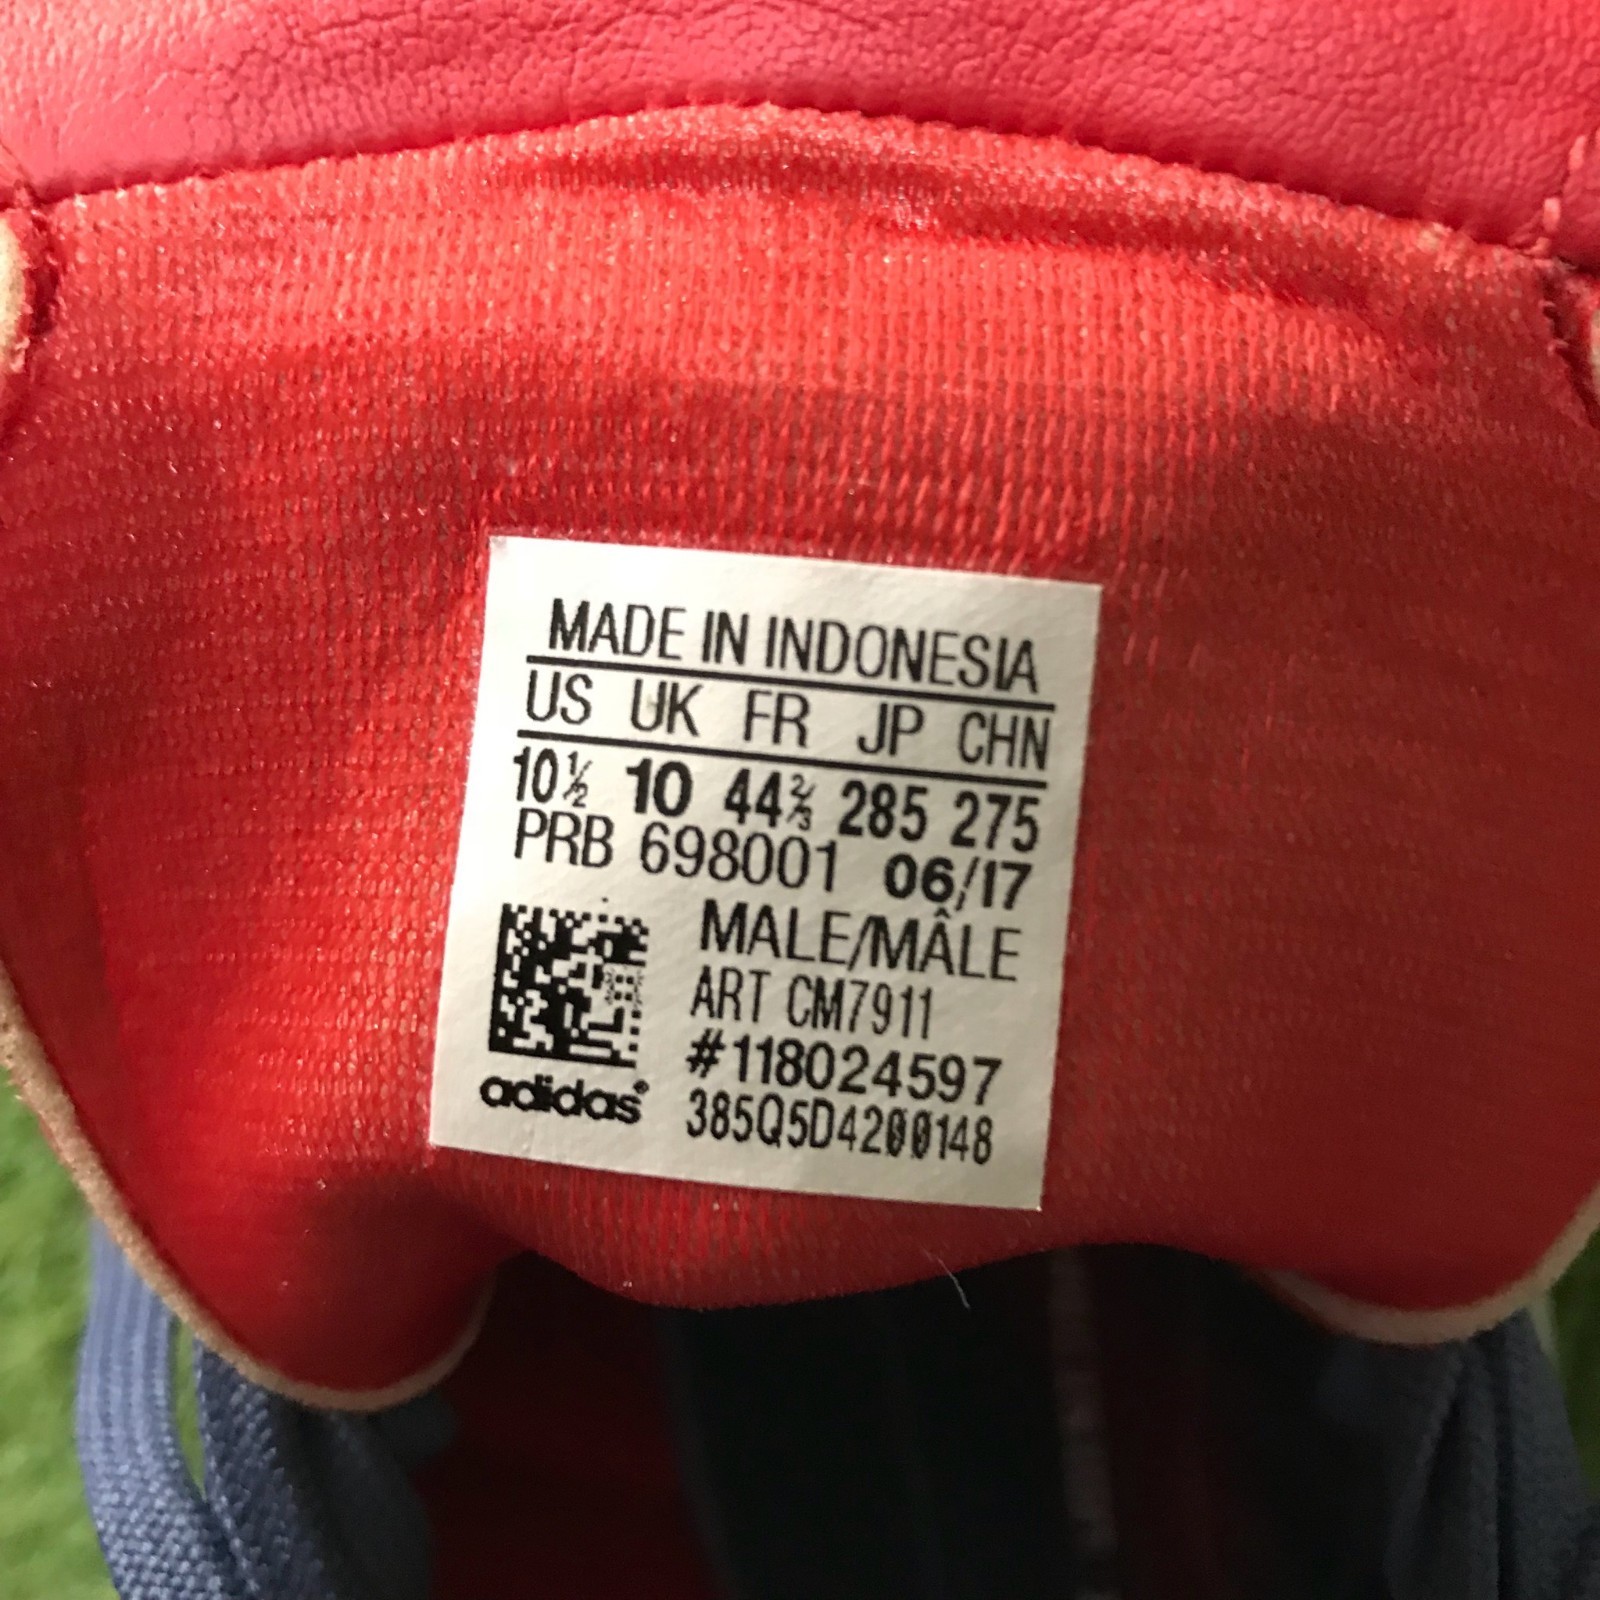 MADE IN INDONESIA
US UK FR JP CHN
10½ 10 44⅔ 285 275
PRB 698001 06/17
MALE/MÂLE
ART CM7911
#118024597
adidas®
385Q5D4200148